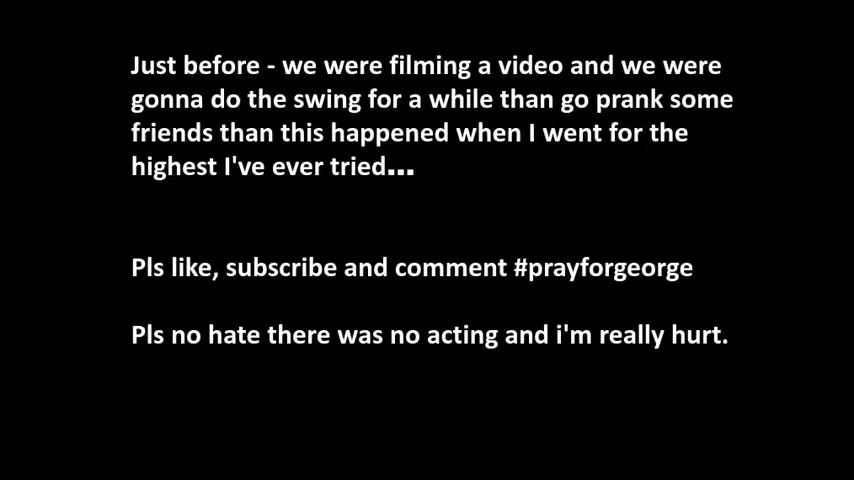 Just before - we were filming a video and we were
gonna do the swing for a while than go prank some
friends than this happened when I went for the
highest I've ever tried...
Pls like, subscribe and comment #prayforgeorge
Pls no hate there was no acting and i'm really hurt.